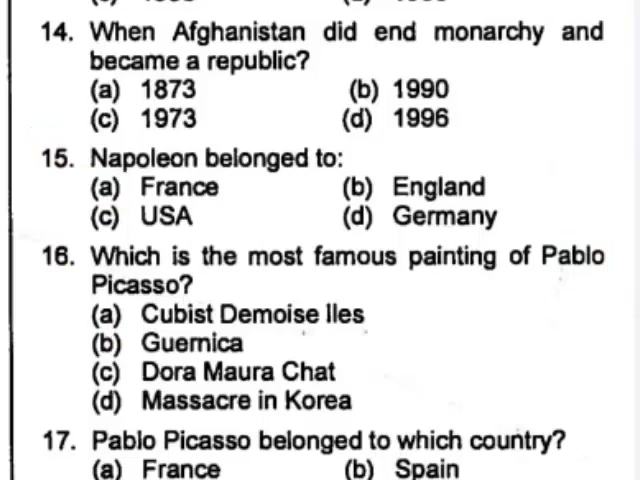 14. When Afghanistan did end monarchy and
became a republic?
(a) 1873 (b) 1990
(c) 1973 (d) 1996
15. Napoleon belonged to:
(a) France (b) England
(c) USA (d) Germany
16. Which is the most famous painting of Pablo
Picasso?
(a) Cubist Demoise lles
(b) Guernica
(c) Dora Maura Chat
(d) Massacre in Korea
17. Pablo Picasso belonged to which country?
(a) France (b) Spain